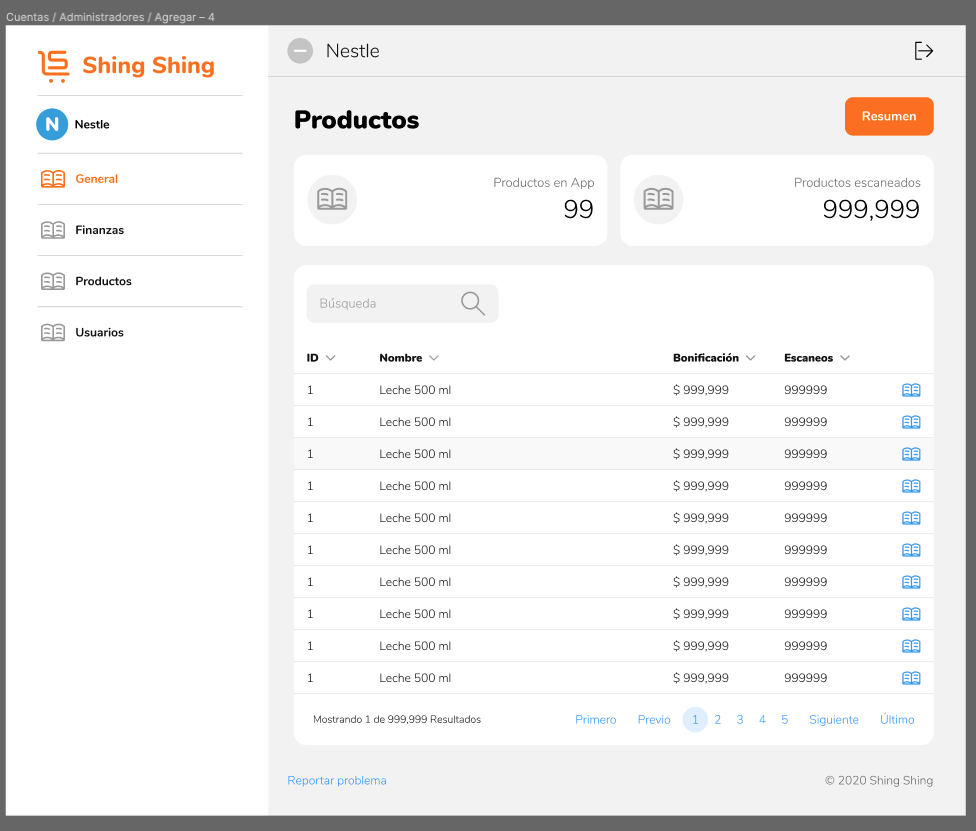 Cuentas / Administradores / Agregar – 4
Shing Shing
N Nestle
General
Finanzas
Productos
Usuarios
Nestle
Productos
Resumen
Productos en App
99
Productos escaneados
999,999
Búsqueda
ID Nombre Bonificación Escaneos
1 Leche 500 ml $ 999,999 999999
1 Leche 500 ml $ 999,999 999999
1 Leche 500 ml $ 999,999 999999
1 Leche 500 ml $ 999,999 999999
1 Leche 500 ml $ 999,999 999999
1 Leche 500 ml $ 999,999 999999
1 Leche 500 ml $ 999,999 999999
1 Leche 500 ml $ 999,999 999999
1 Leche 500 ml $ 999,999 999999
1 Leche 500 ml $ 999,999 999999
Mostrando 1 de 999,999 Resultados Primero Previo 1 2 3 4 5 Siguiente Último
Reportar problema © 2020 Shing Shing